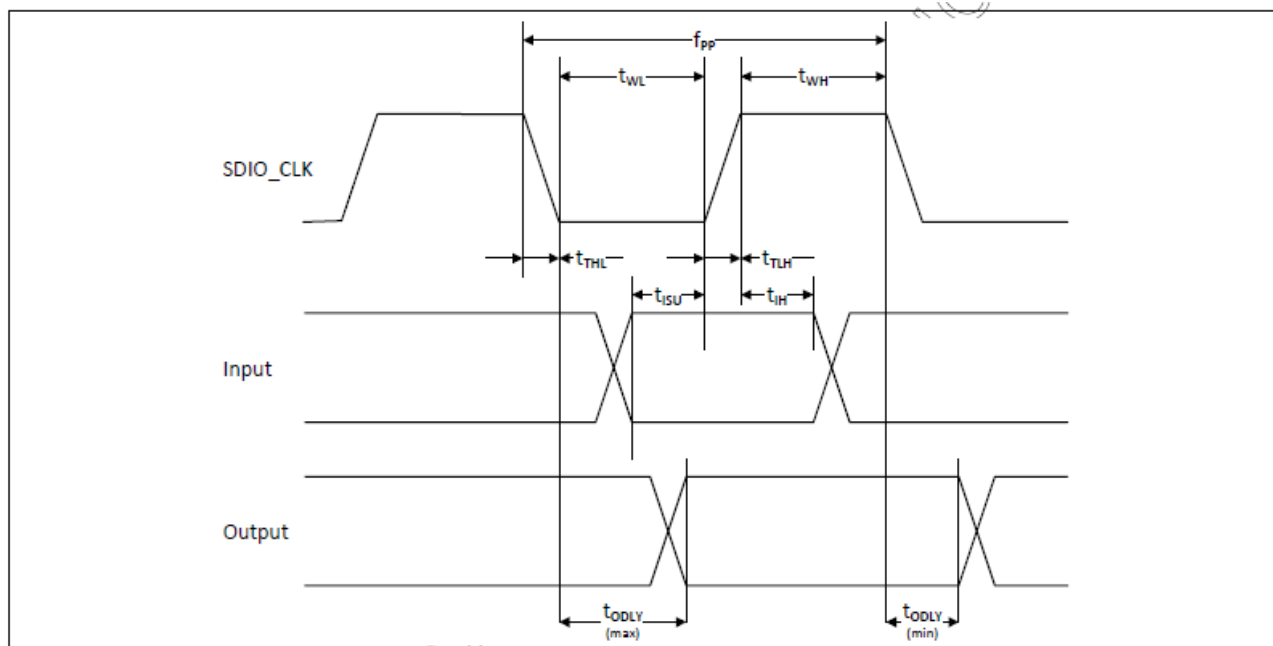 fPP
tWL
tWH
SDIO_CLK
tTHL
tTLH
tISU
tIH
Input
Output
tODLY
(max)
tODLY
(min)